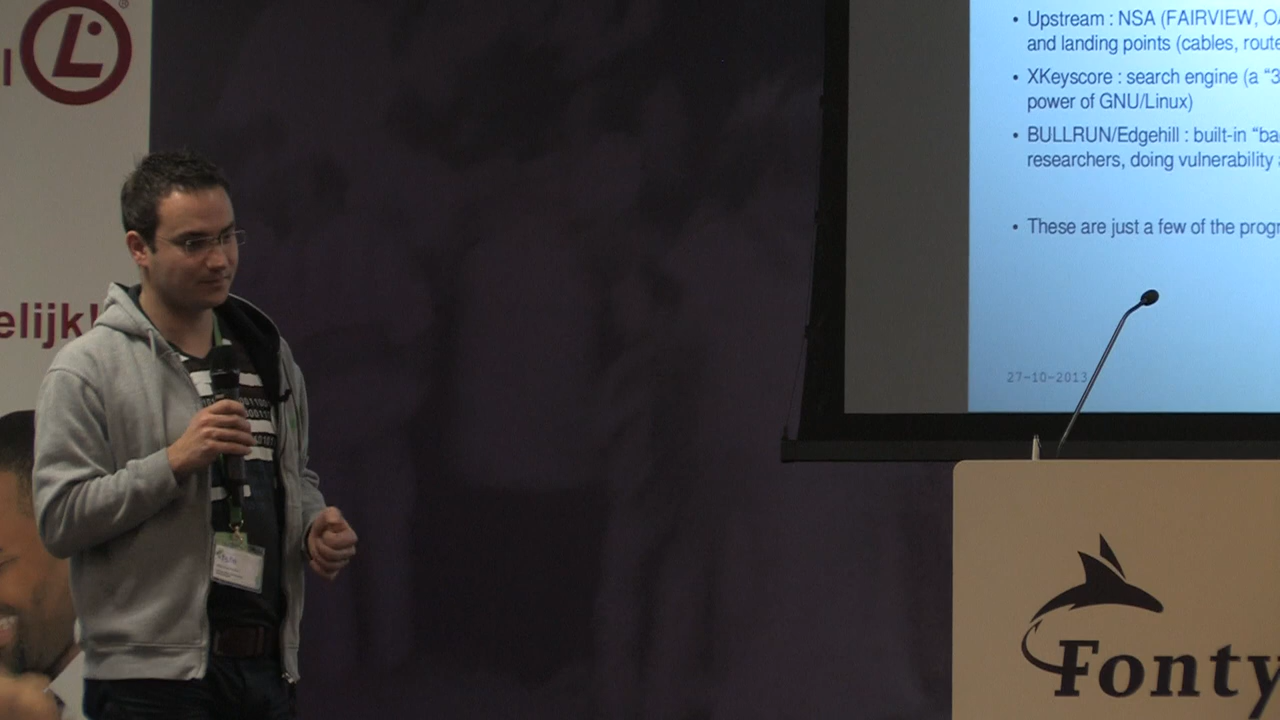 elijk!
Upstream : NSA (FAIRVIEW,
and landing points (cables,
XKeyscore : search engine (a
power of GNU/Linux)
BULLRUN/Edgehill : built-in
researchers, doing vulnerability
These are just a few of the
27-10-2013
Fonty